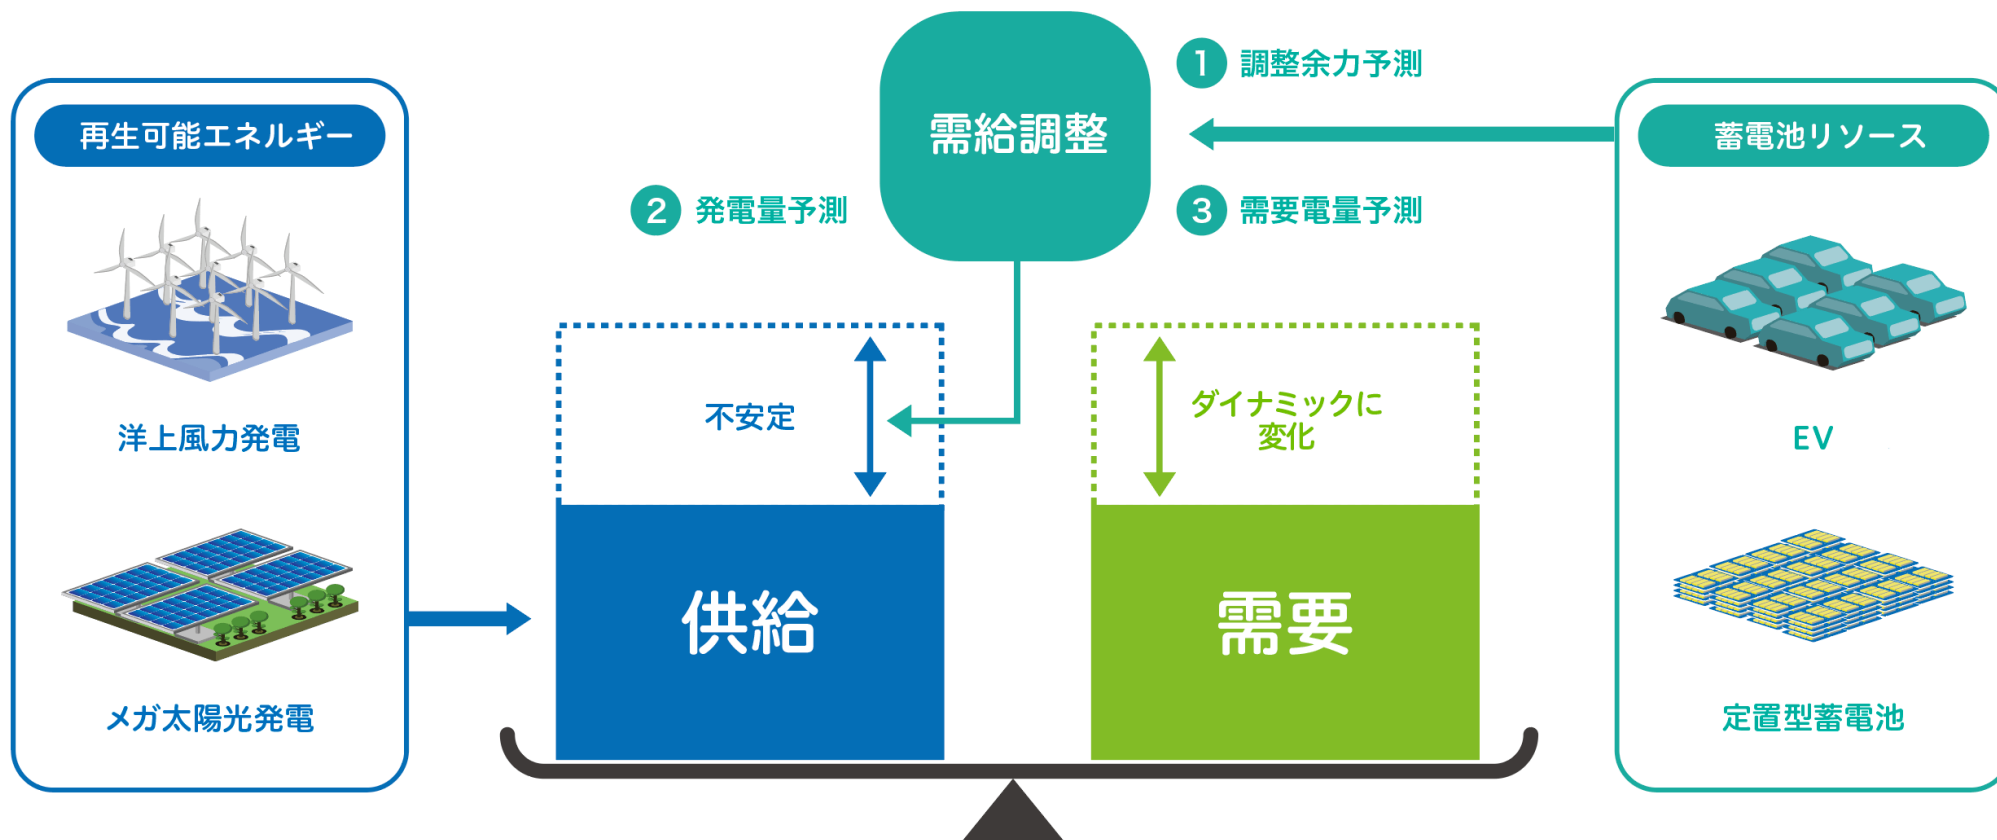 再生可能エネルギー
洋上風力発電
メガ太陽光発電
需給調整
1 調整余力予測
2 発電量予測
3 需要電量予測
不安定
供給
ダイナミックに
変化
需要
蓄電池リソース
EV
定置型蓄電池